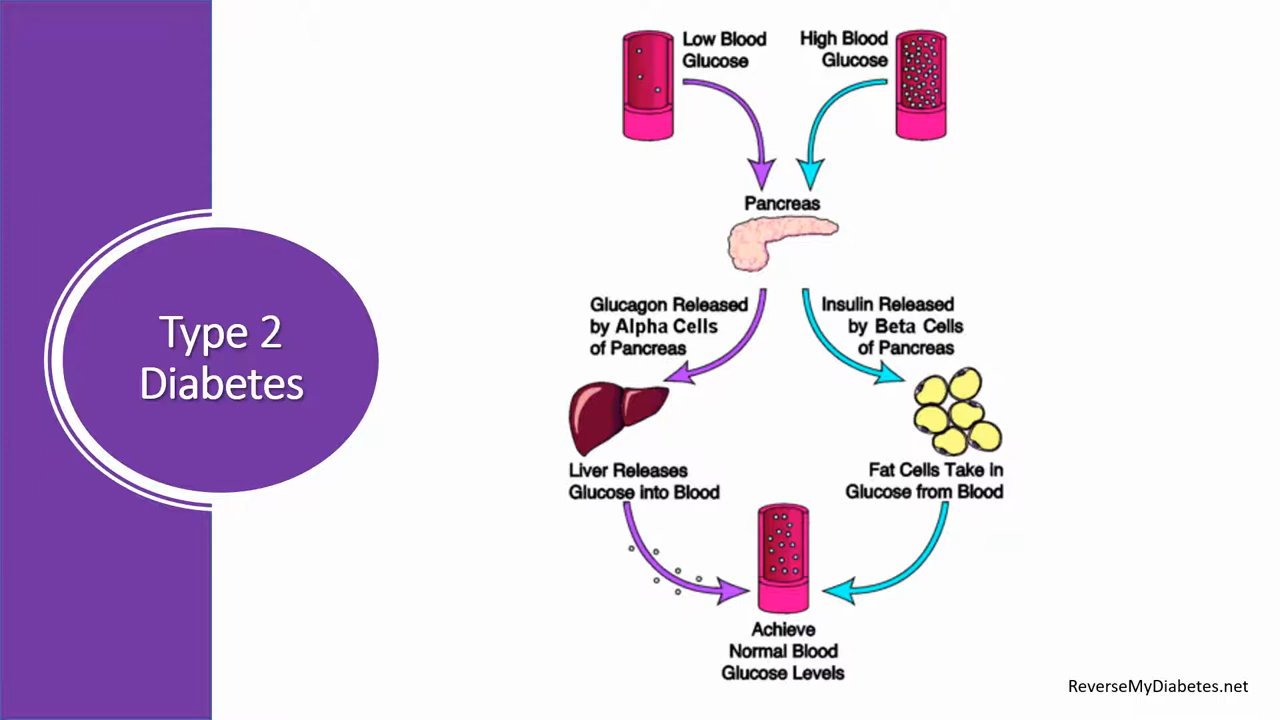 Type 2
Diabetes
Low Blood
Glucose
High Blood
Glucose
Pancreas
Glucagon Released
by Alpha Cells
of Pancreas
Insulin Released
by Beta Cells
of Pancreas
Liver Releases
Glucose into Blood
Fat Cells Take in
Glucose from Blood
Achieve
Normal Blood
Glucose Levels
ReverseMyDiabetes.net